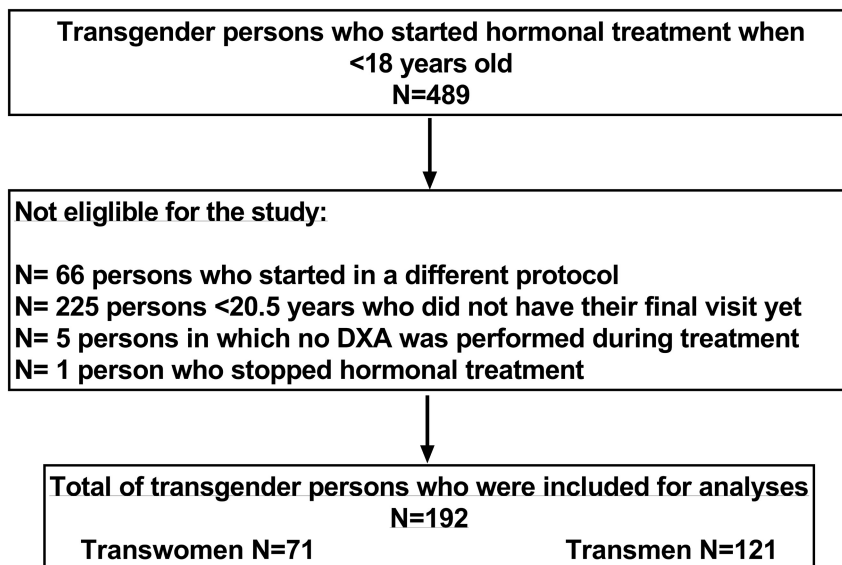 Transgender persons who started hormonal treatment when
<18 years old
N=489
Not eliglible for the study:
N= 66 persons who started in a different protocol
N= 225 persons <20.5 years who did not have their final visit yet
N= 5 persons in which no DXA was performed during treatment
N= 1 person who stopped hormonal treatment
Total of transgender persons who were included for analyses
N=192
Transwomen N=71 Transmen N=121